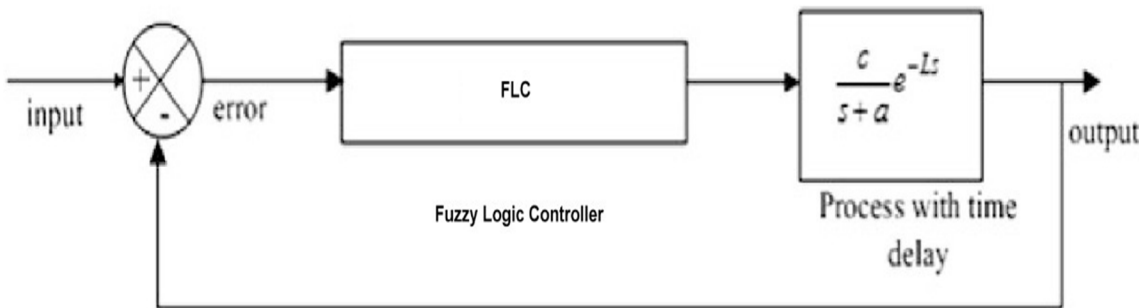 +
-
input
error
FLC
c
s + a
e^{-Ls}
output
Fuzzy Logic Controller
Process with time
delay